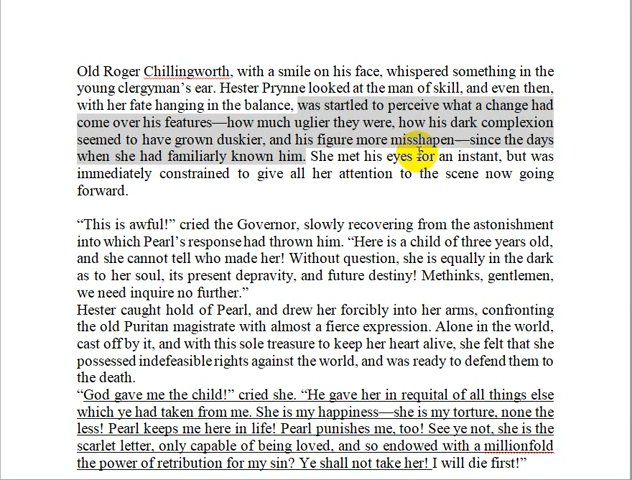 Old Roger Chillingworth, with a smile on his face, whispered something in the
young clergyman’s ear. Hester Prynne looked at the man of skill, and even then,
with her fate hanging in the balance, was startled to perceive what a change had
come over his features—how much uglier they were, how his dark complexion
seemed to have grown duskier, and his figure more misshapen—since the days
when she had familiarly known him. She met his eyes for an instant, but was
immediately constrained to give all her attention to the scene now going
forward.
“This is awful!” cried the Governor, slowly recovering from the astonishment
into which Pearl’s response had thrown him. “Here is a child of three years old,
and she cannot tell who made her! Without question, she is equally in the dark
as to her soul, its present depravity, and future destiny! Methinks, gentlemen,
we need inquire no further.”
Hester caught hold of Pearl, and drew her forcibly into her arms, confronting
the old Puritan magistrate with almost a fierce expression. Alone in the world,
cast off by it, and with this sole treasure to keep her heart alive, she felt that she
possessed indefeasible rights against the world, and was ready to defend them to
the death.
“God gave me the child!” cried she. “He gave her in requital of all things else
which ye had taken from me. She is my happiness—she is my torture, none the
less! Pearl keeps me here in life! Pearl punishes me, too! See ye not, she is the
scarlet letter, only capable of being loved, and so endowed with a millionfold
the power of retribution for my sin? Ye shall not take her! I will die first!”